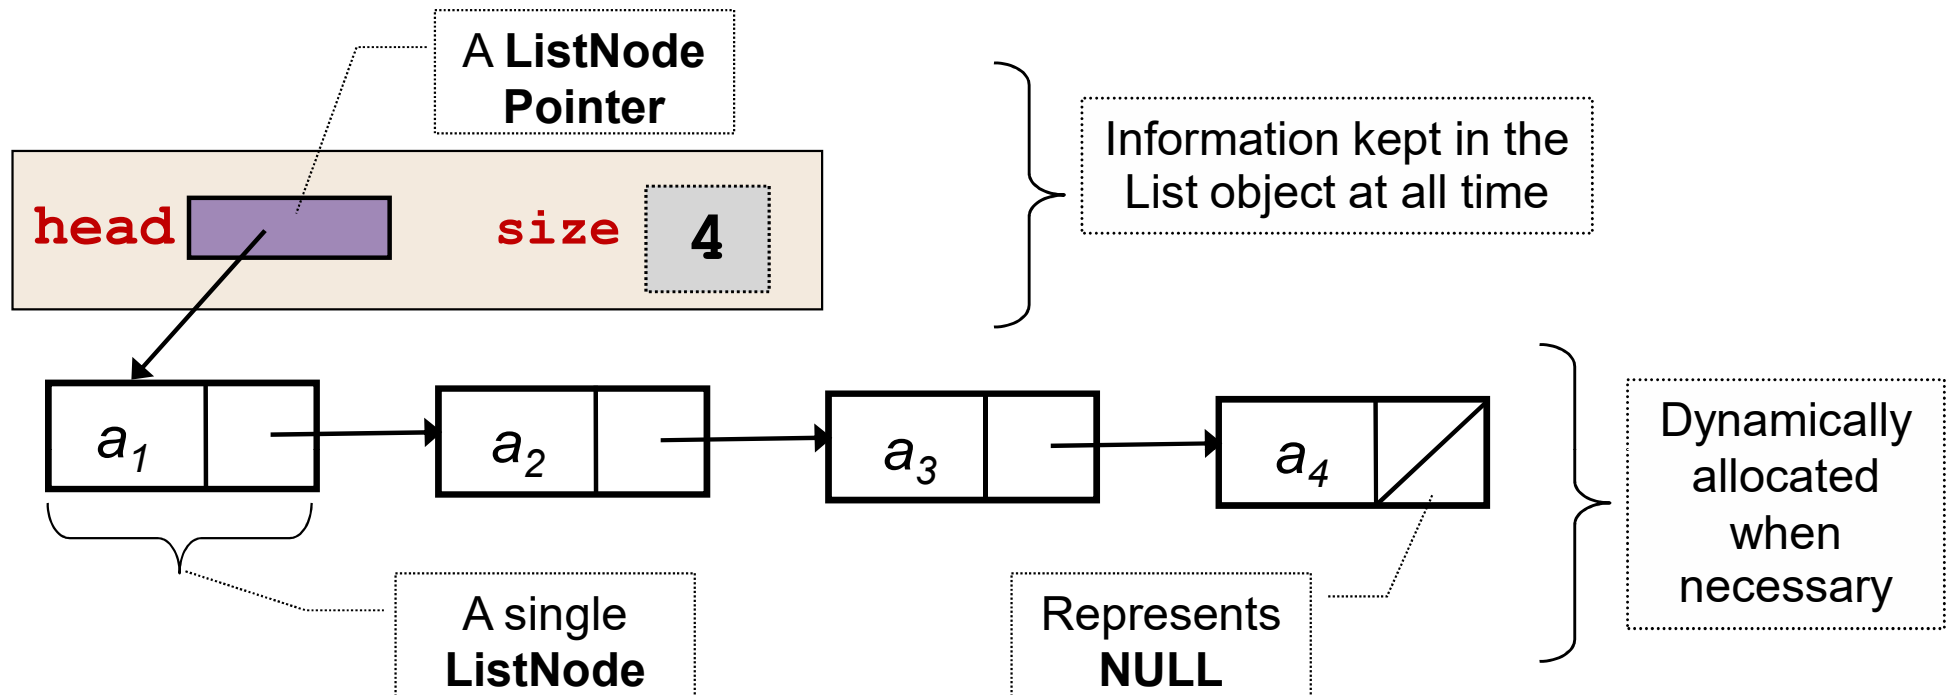 A ListNode
Pointer
Information kept in the
List object at all time
head
size
4
a1
a2
a3
a4
Dynamically
allocated
when
necessary
A single
ListNode
Represents
NULL